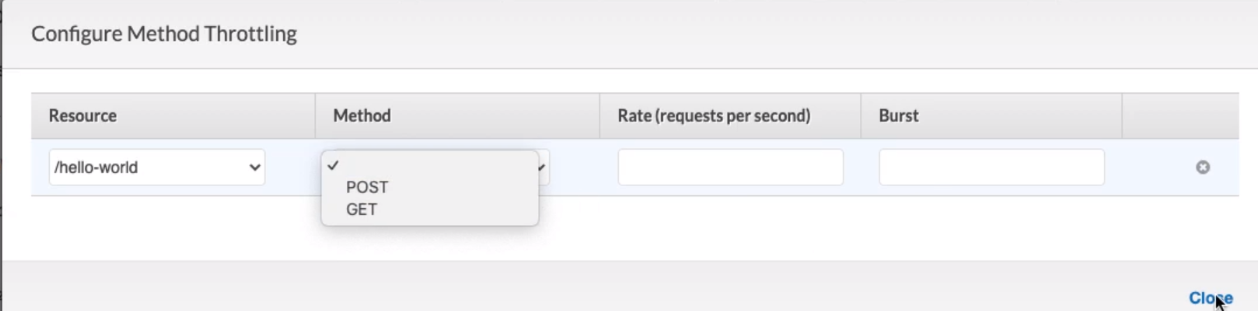 Configure Method Throttling
Resource Method Rate (requests per second) Burst
/hello-world
POST
GET
Close